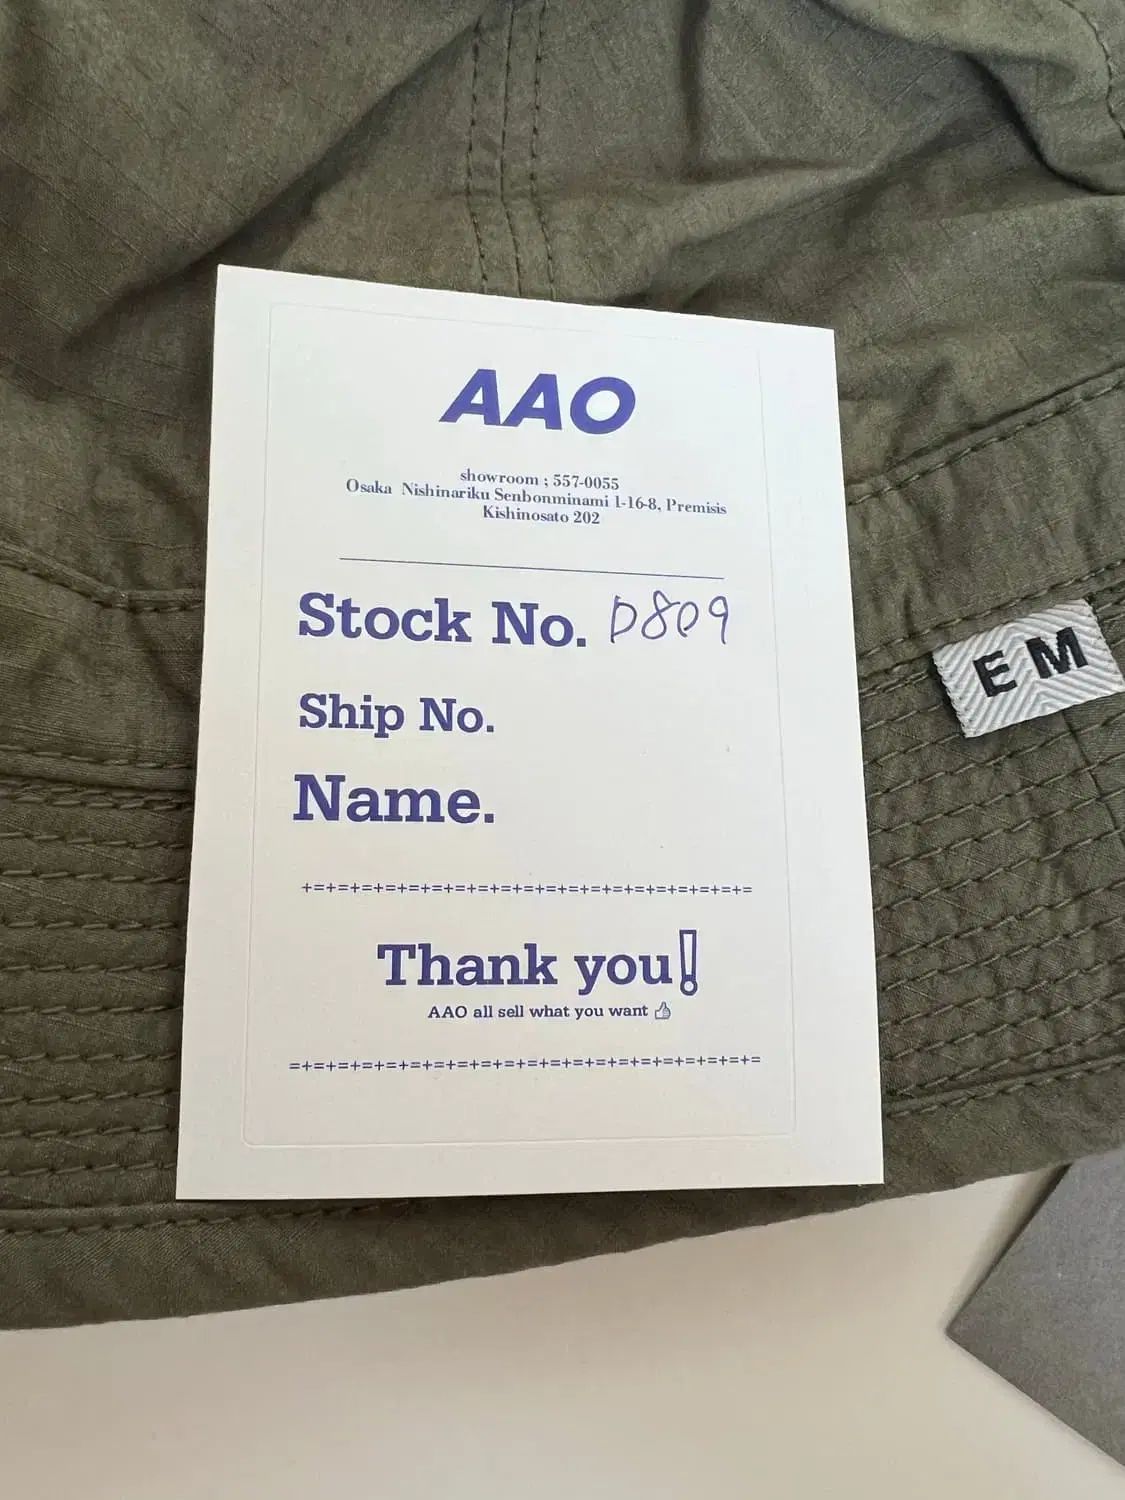 AAO
showroom ; 557-0055
Osaka Nishinariku Senbonminami 1-16-8, Premisis
Kishinosato 202
Stock No. D809
Ship No.
Name.
+=+=+=+=+=+=+=+=+=+=+=+=+=+=+=+=+=+=+=
Thank you!
AAO all sell what you want 👍
=+=+=+=+=+=+=+=+=+=+=+=+=+=+=+=+=+=+=+=
E M